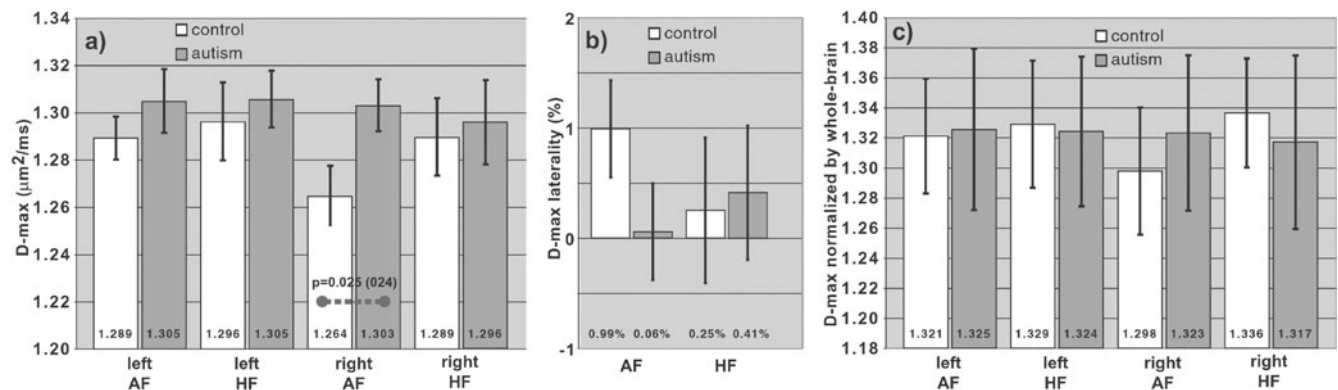 a)
control
autism
D-max (μm²/ms)
1.34
1.32
1.30
1.28
1.26
1.24
1.22
1.20
p=0.025 (024)
1.289 1.305 1.296 1.305 1.264 1.303 1.289 1.296
left left right right
AF HF AF HF
b)
control
autism
D-max laterality (%)
2
1
0
-1
0.99% 0.06% 0.25% 0.41%
AF HF
c)
control
autism
D-max normalized by whole-brain
1.40
1.38
1.36
1.34
1.32
1.30
1.28
1.26
1.24
1.22
1.20
1.18
1.321 1.325 1.329 1.324 1.298 1.323 1.336 1.317
left left right right
AF HF AF HF